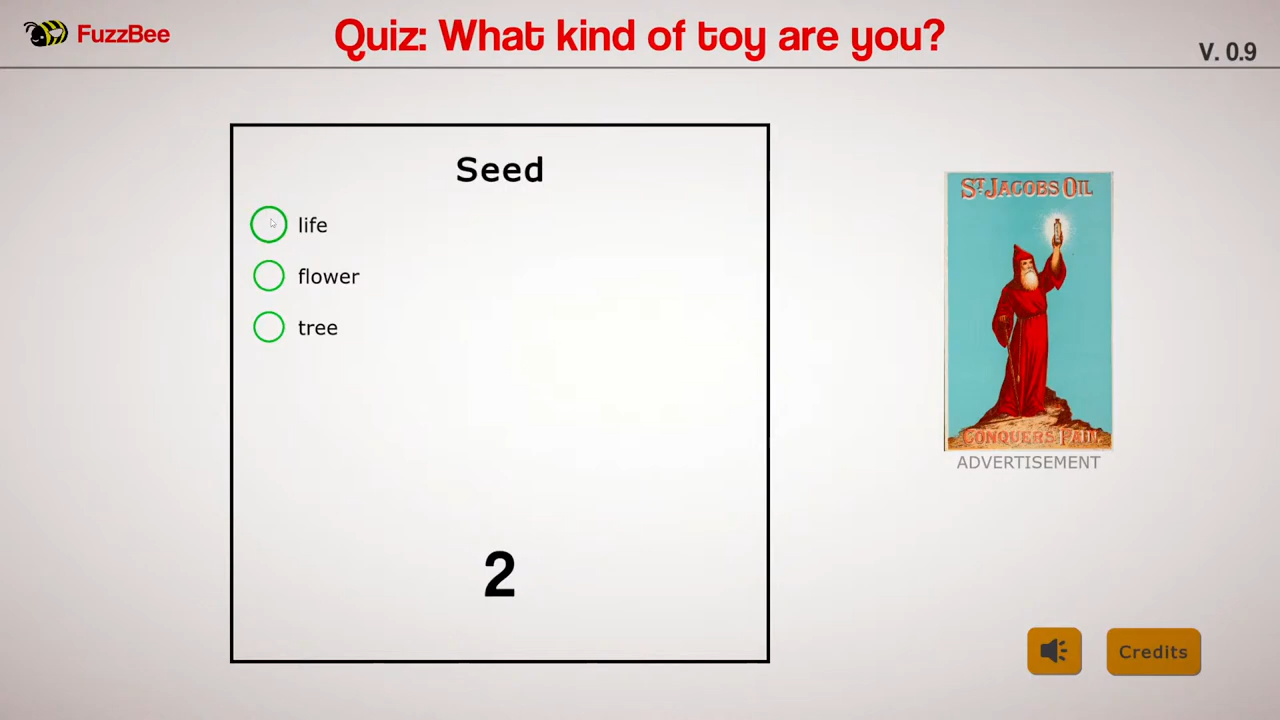 FuzzBee
Quiz: What kind of toy are you?
V. 0.9
Seed
life
flower
tree
2
ST. JACOBS OIL
CONQUERS PAIN
ADVERTISEMENT
Credits